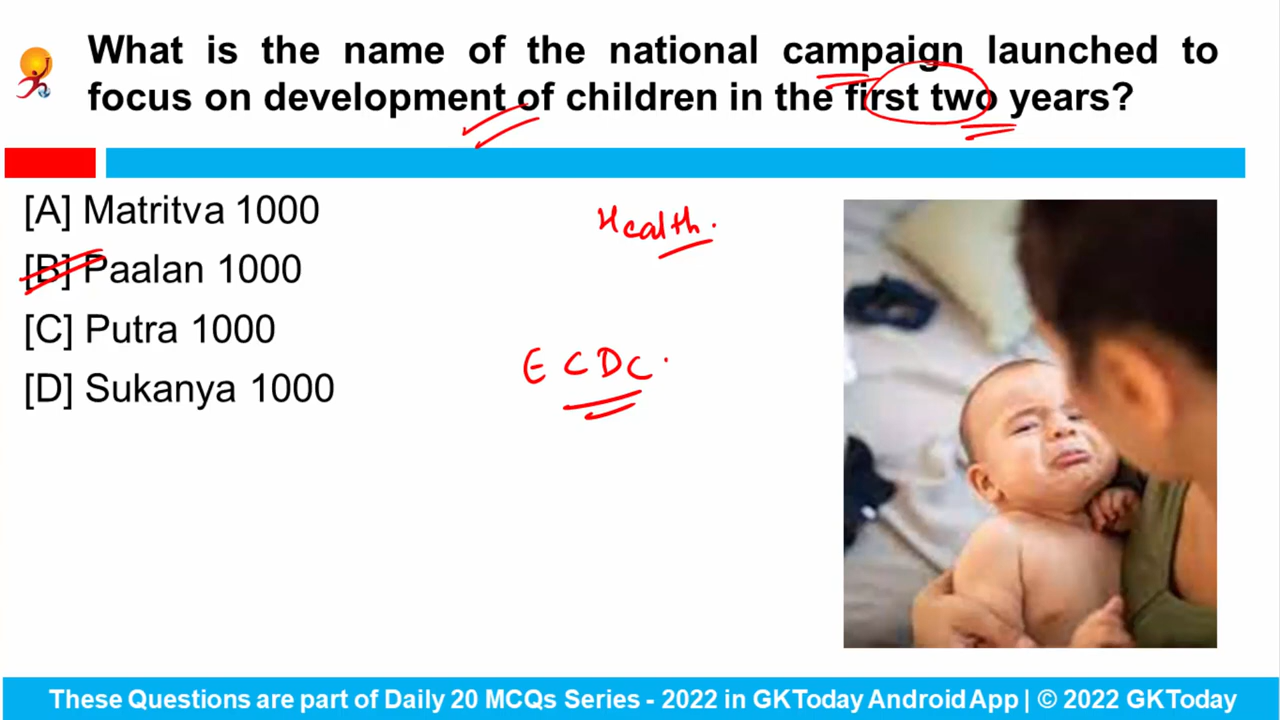 What is the name of the national campaign launched to
focus on development of children in the first two years?
[A] Matritva 1000
[B] Paalan 1000
[C] Putra 1000
[D] Sukanya 1000
Health.
ECDC.
These Questions are part of Daily 20 MCQs Series - 2022 in GKToday Android App | © 2022 GKToday